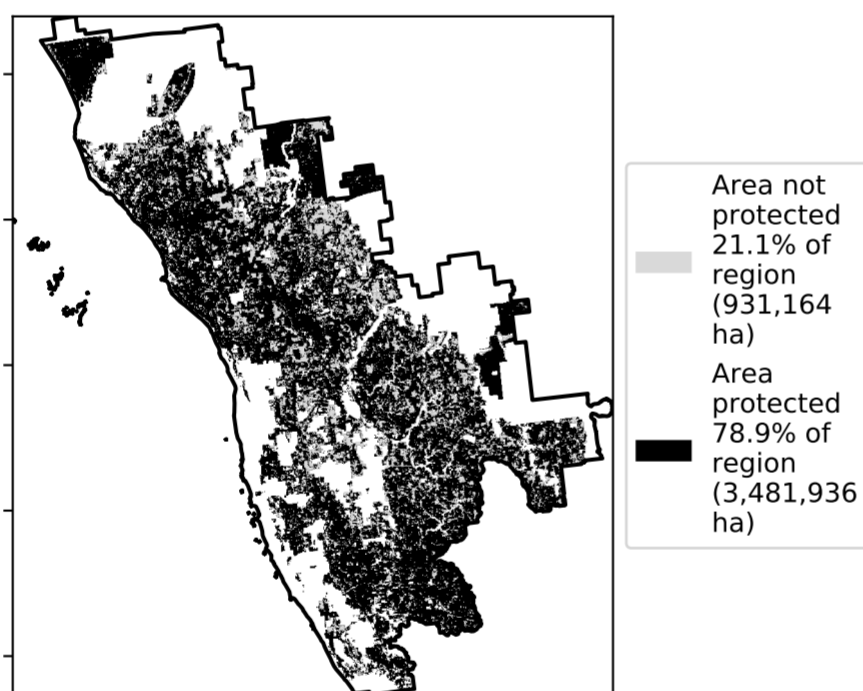 Area not
protected
21.1% of
region
(931,164
ha)
Area
protected
78.9% of
region
(3,481,936
ha)